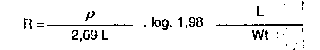 R = ρ / 2,69 L . log. 1,98 L / Wt